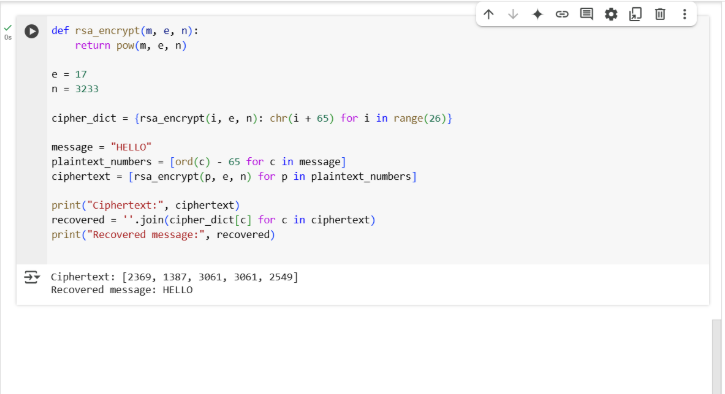 0s
def rsa_encrypt(m, e, n):
    return pow(m, e, n)
e = 17
n = 3233
cipher_dict = {rsa_encrypt(i, e, n): chr(i + 65) for i in range(26)}
message = "HELLO"
plaintext_numbers = [ord(c) - 65 for c in message]
ciphertext = [rsa_encrypt(p, e, n) for p in plaintext_numbers]
print("Ciphertext:", ciphertext)
recovered = ''.join(cipher_dict[c] for c in ciphertext)
print("Recovered message:", recovered)
Ciphertext: [2369, 1387, 3061, 3061, 2549]
Recovered message: HELLO